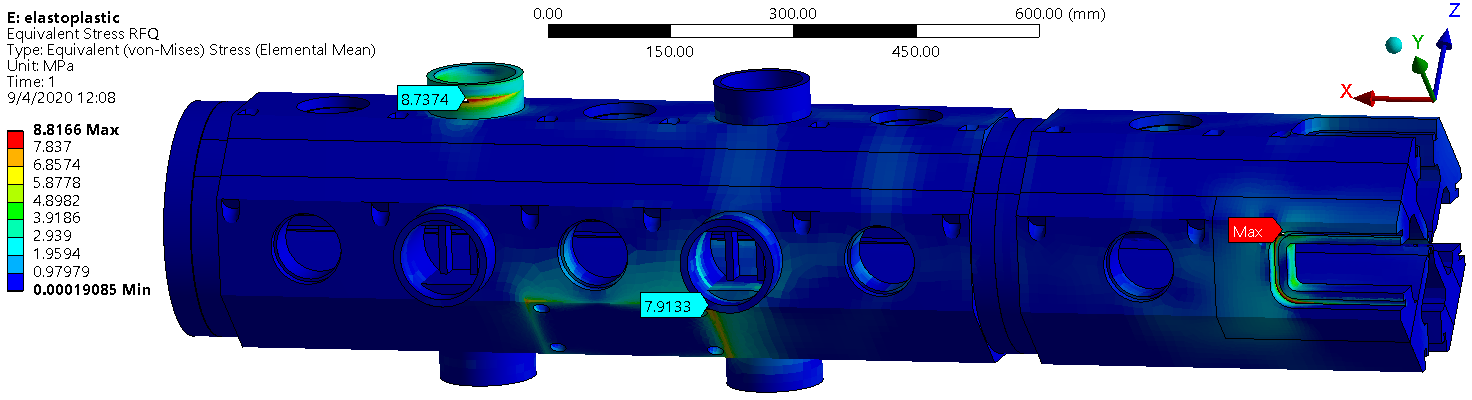 E: elastoplastic
Equivalent Stress RFQ
Type: Equivalent (von-Mises) Stress (Elemental Mean)
Unit: MPa
Time: 1
9/4/2020 12:08
8.8166 Max
7.837
6.8574
5.8778
4.8982
3.9186
2.939
1.9594
0.97979
0.00019085 Min
0.00 300.00 600.00 (mm)
150.00 450.00
Z
Y
X
8.7374
Max
7.9133